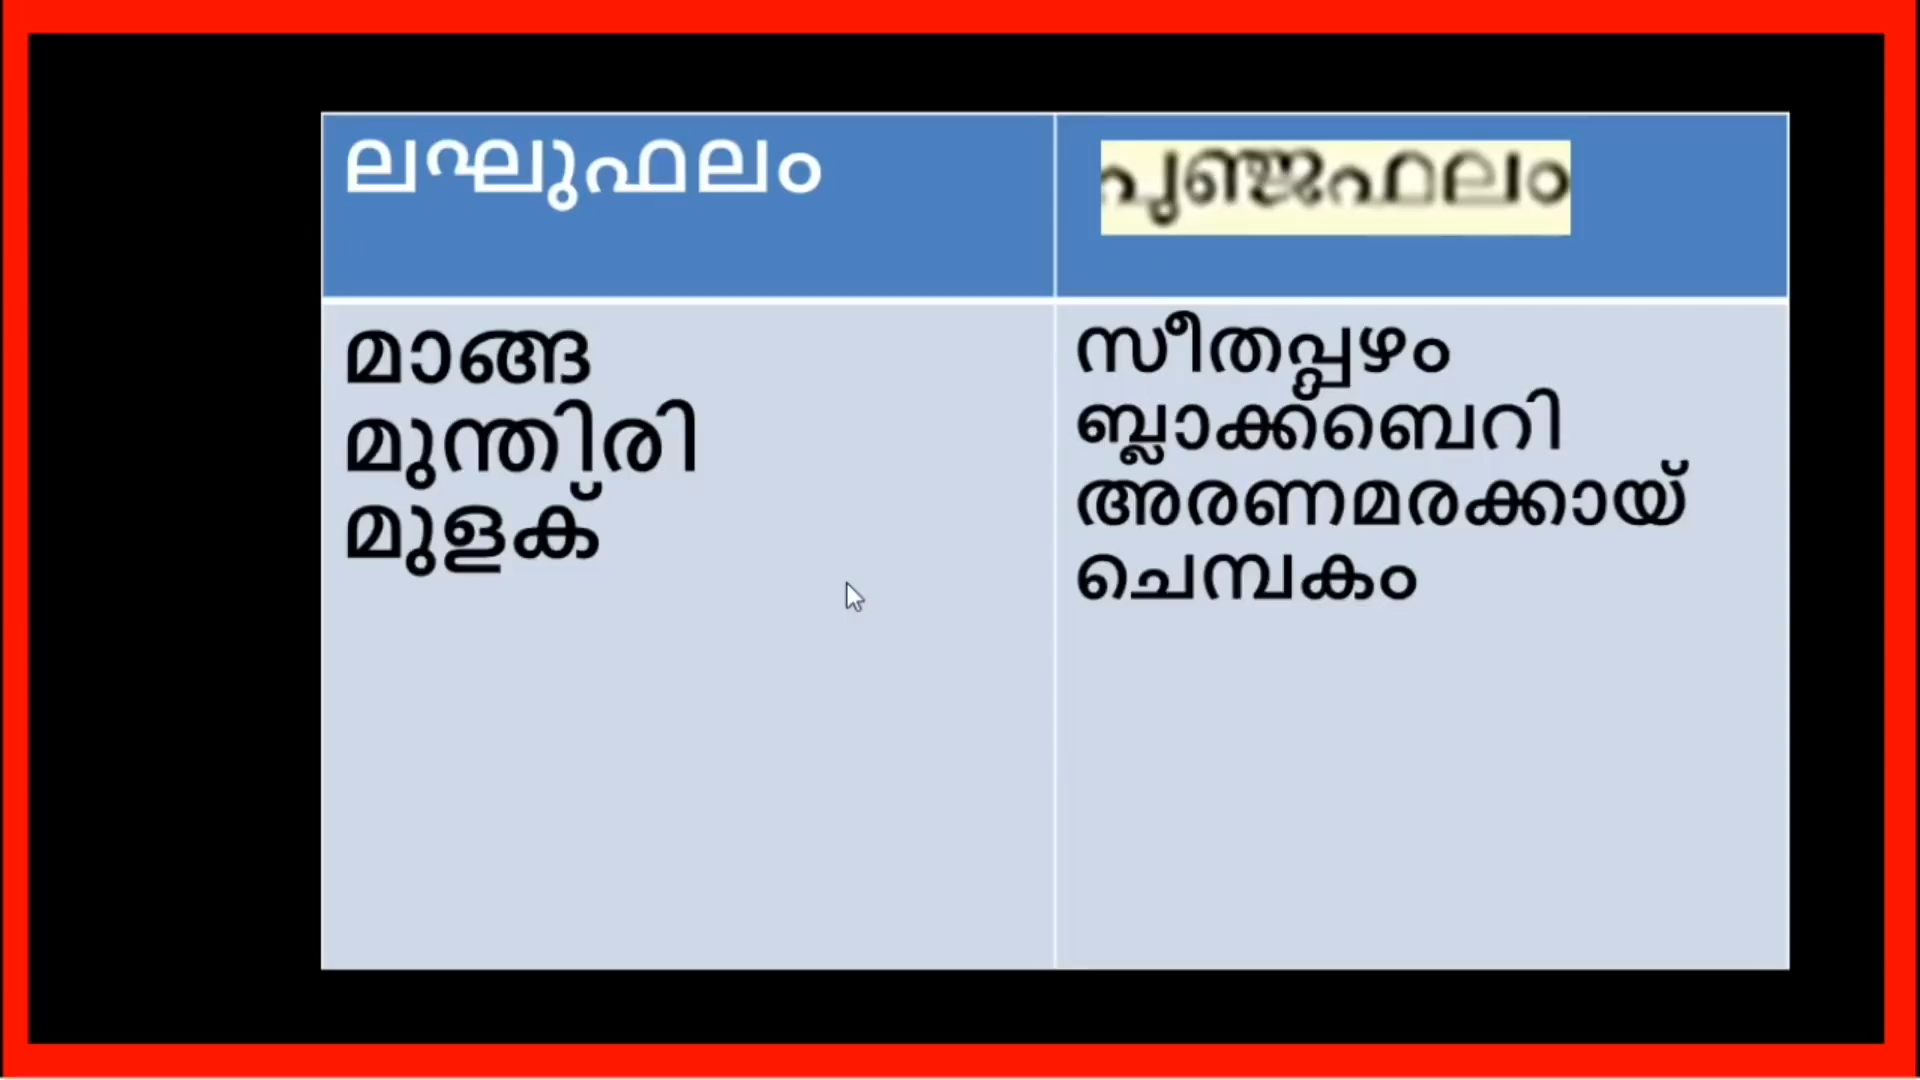 ലഘുഫലം
പുഞ്ജഫലം
മാങ്ങ
മുന്തിരി
മുളക്
സീതപ്പഴം
ബ്ലാക്ക്ബെറി
അരണമരക്കായ്
ചെമ്പകം